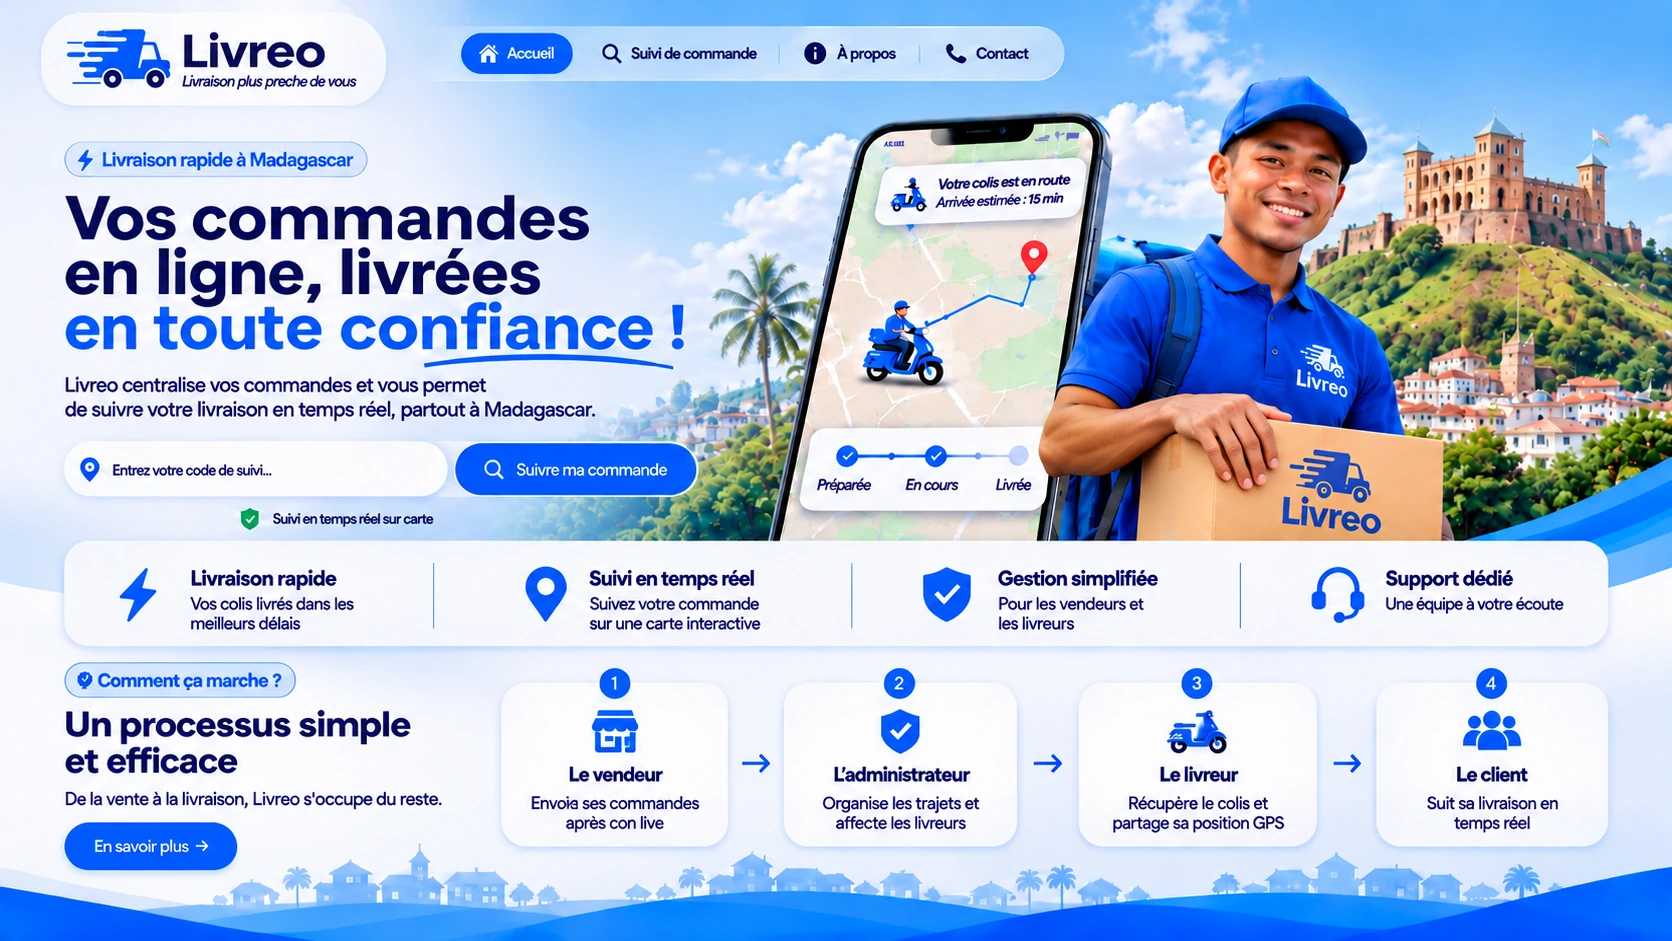 Livreo
Livraison plus preche de vous
Accueil
Suivi de commande
À propos
Contact
Livraison rapide à Madagascar
Vos commandes
en ligne, livrées
en toute confiance !
Livreo centralise vos commandes et vous permet
de suivre votre livraison en temps réel, partout à Madagascar.
Entrez votre code de suivi...
Suivre ma commande
Suivi en temps réel sur carte
Votre colis est en route
Arrivée estimée : 15 min
Préparée
En cours
Livrée
Livreo
Livreo
Livraison rapide
Vos colis livrés dans les
meilleurs délais
Suivi en temps réel
Suivez votre commande
sur une carte interactive
Gestion simplifiée
Pour les vendeurs et
les livreurs
Support dédié
Une équipe à votre écoute
Comment ça marche ?
Un processus simple
et efficace
De la vente à la livraison, Livreo s'occupe du reste.
En savoir plus →
1
Le vendeur
Envoie ses commandes
après con live
2
L'administrateur
Organise les trajets et
affecte les livreurs
3
Le livreur
Récupère le colis et
partage sa position GPS
4
Le client
Suit sa livraison en
temps réel